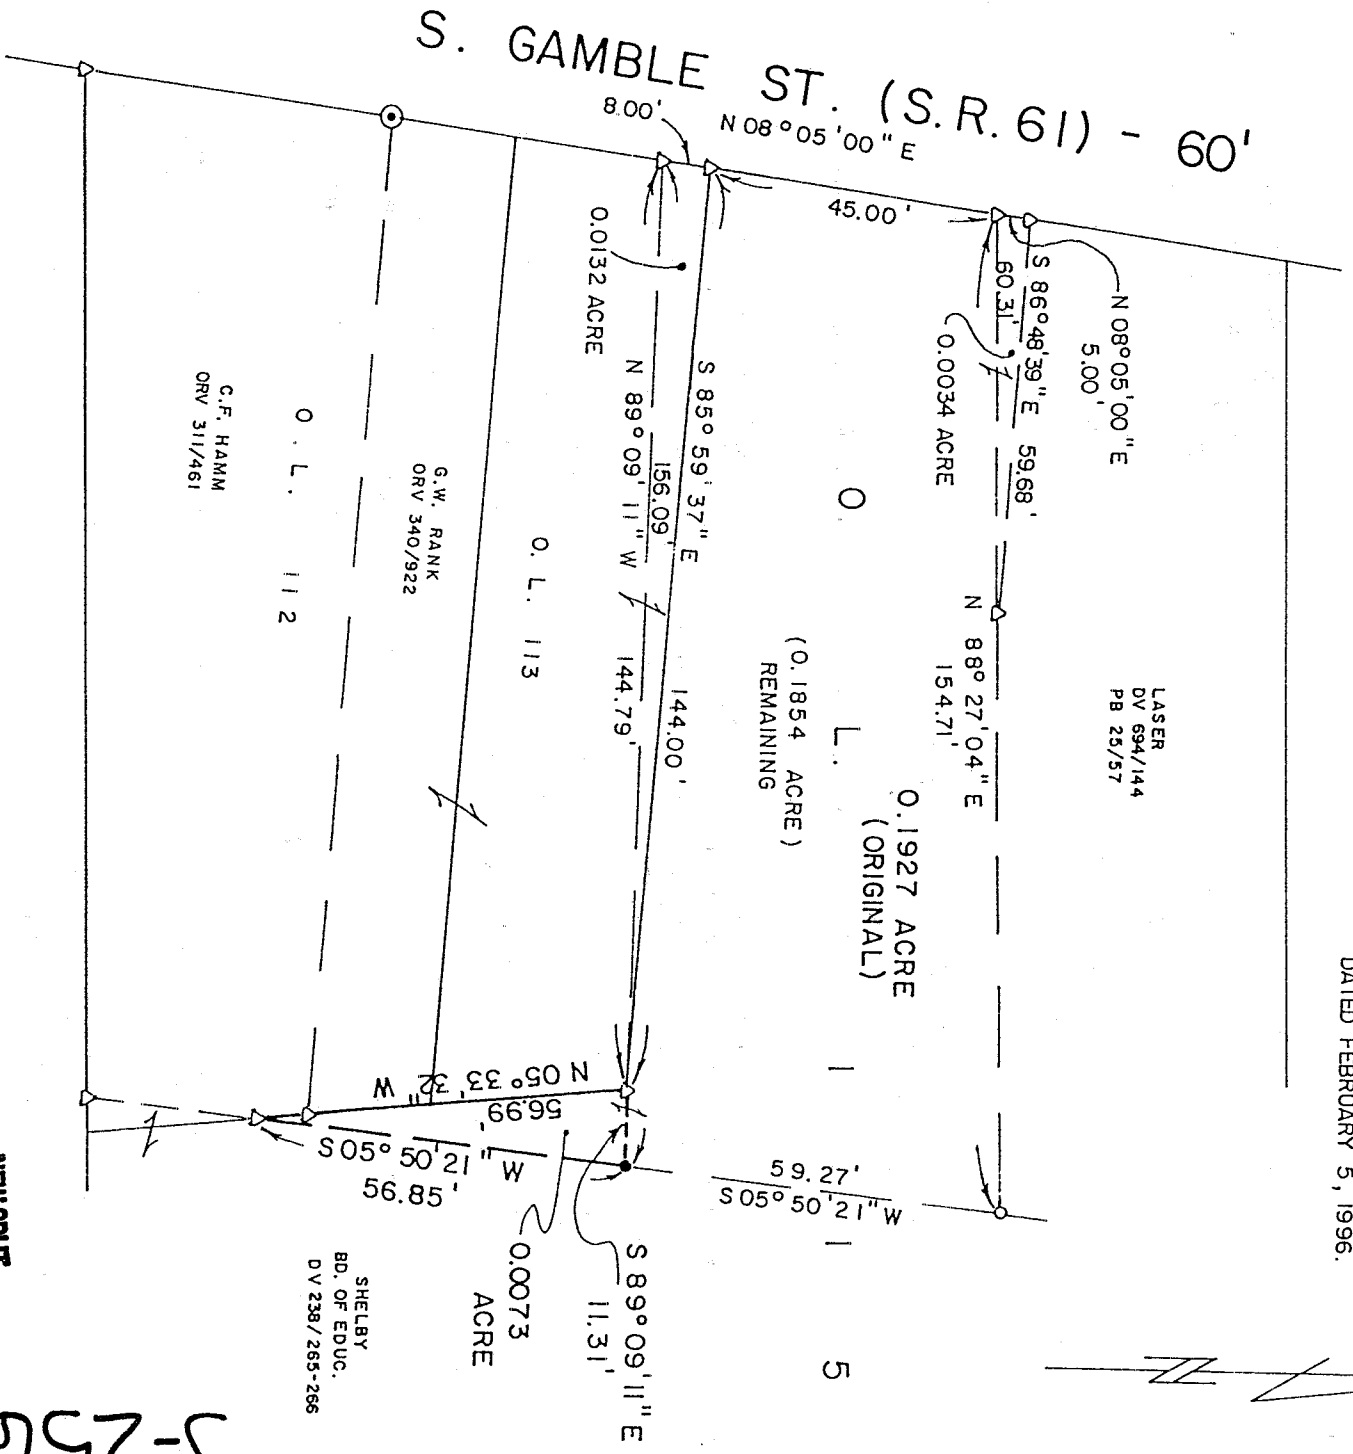 S. GAMBLE ST. (S.R. 61) - 60'
8.00'
N 08°05'00" E
45.00'
N 08°05'00" E
5.00'
S 86°48'39" E 59.68'
60.31'
0.0034 ACRE
0.0132 ACRE
S 85°59'37" E
144.00'
156.09'
N 89°09'11" W
144.79'
N 88°27'04" E
154.71'
LASER
DV 694/144
PB 25/57
C.F. HAMM
ORV 311/461
O. L. 112
G.W. RANK
ORV 340/922
O. L. 113
O. L. 115
(0.1854 ACRE)
REMAINING
0.1927 ACRE
(ORIGINAL)
DATED FEBRUARY 5, 1996.
N 05°33'32" W
56.99'
S 05°50'21" W
56.85'
59.27'
S 05°50'21" W
S 89°09'11" E
11.31'
0.0073
ACRE
SHELBY
BD. OF EDUC.
DV 238/265-266